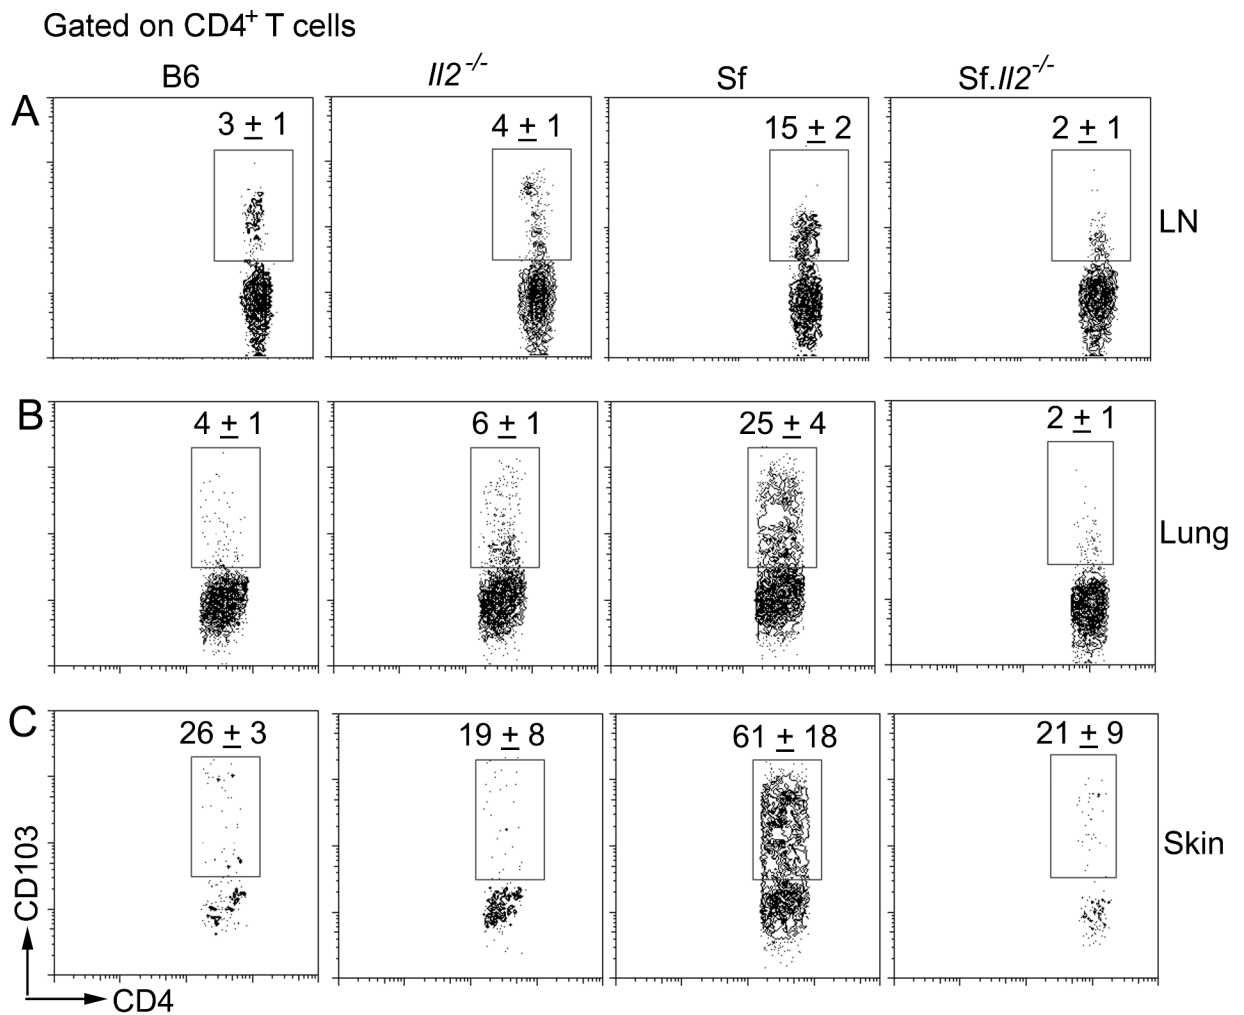 Gated on CD4+ T cells
B6 Il2-/- Sf Sf.Il2-/-
A
3 ± 1 4 ± 1 15 ± 2 2 ± 1
LN
B
4 ± 1 6 ± 1 25 ± 4 2 ± 1
Lung
C
26 ± 3 19 ± 8 61 ± 18 21 ± 9
Skin
CD103
CD4